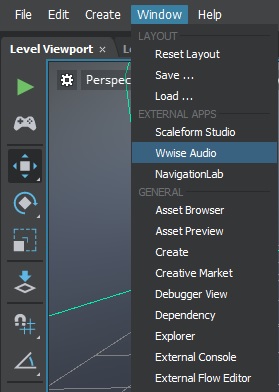 File Edit Create Window Help
Level Viewport × L
LAYOUT
Reset Layout
Save ...
Load ...
EXTERNAL APPS
Scaleform Studio
Wwise Audio
NavigationLab
GENERAL
Asset Browser
Asset Preview
Create
Creative Market
Debugger View
Dependency
Explorer
External Console
External Flow Editor
Perspec